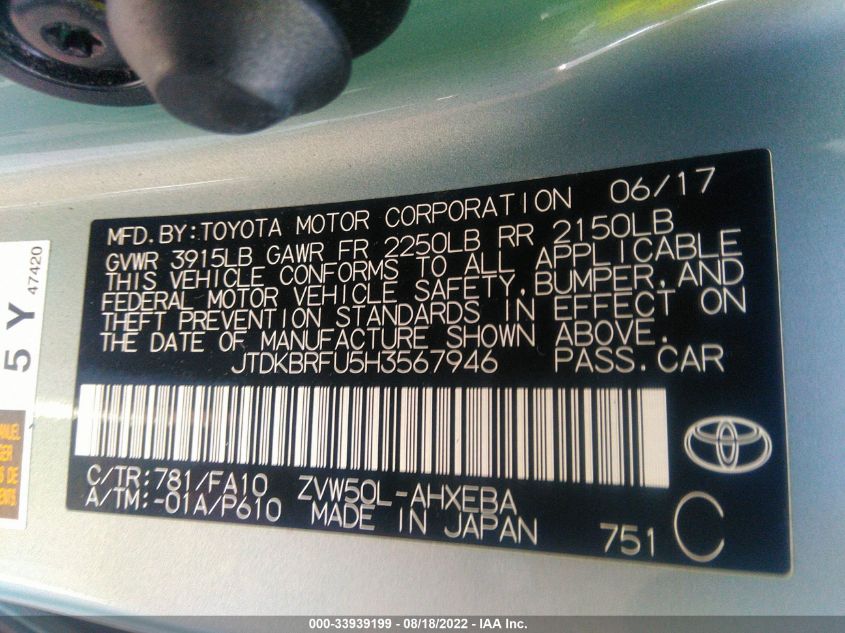 MFD.BY:TOYOTA MOTOR CORPORATION 06/17
GVWR 3915LB GAWR FR 2250LB RR 2150LB
THIS VEHICLE CONFORMS TO ALL APPLICABLE
FEDERAL MOTOR VEHICLE SAFETY,BUMPER,AND
THEFT PREVENTION STANDARDS IN EFFECT ON
THE DATE OF MANUFACTURE SHOWN ABOVE.
JTDKBRFU5H3567946 PASS.CAR
C/TR:781/FA10 ZVW50L-AHXEBA
A/TM:-01A/P610 MADE IN JAPAN 751 C
5Y
47420
000-33939199 - 08/18/2022 - IAA Inc.